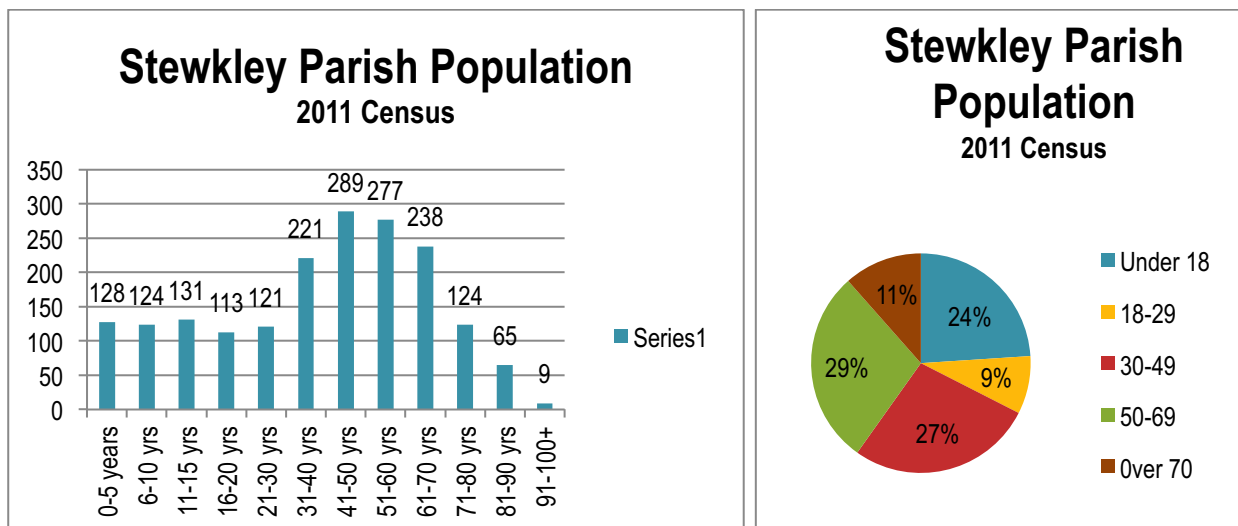 Stewkley Parish Population
2011 Census
350
300
250
200
150
100
50
0
128
124
131
113
121
221
289
277
238
124
65
9
0-5 years
6-10 yrs
11-15 yrs
16-20 yrs
21-30 yrs
31-40 yrs
41-50 yrs
51-60 yrs
61-70 yrs
71-80 yrs
81-90 yrs
91-100+
Series1
Stewkley Parish
Population
2011 Census
24%
9%
27%
29%
11%
Under 18
18-29
30-49
50-69
0ver 70